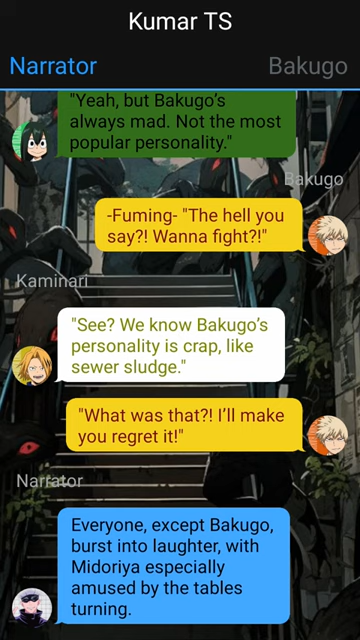 Kumar TS
Narrator
Bakugo
"Yeah, but Bakugo’s
always mad. Not the most
popular personality."
Bakugo
-Fuming- "The hell you
say?! Wanna fight?!"
Kaminari
"See? We know Bakugo’s
personality is crap, like
sewer sludge."
"What was that?! I’ll make
you regret it!"
Narrator
Everyone, except Bakugo,
burst into laughter, with
Midoriya especially
amused by the tables
turning.